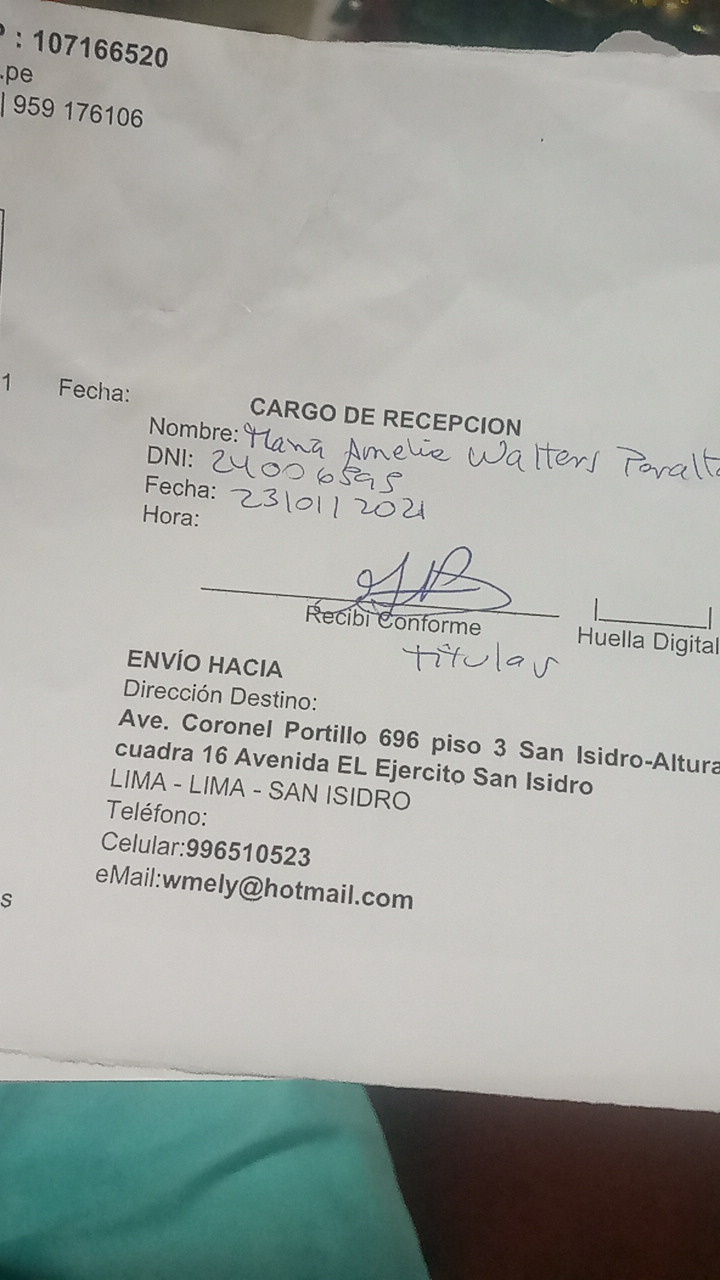 : 107166520
.pe
| 959 176106
1 Fecha:
CARGO DE RECEPCION
Nombre: Maria Amelia Walters Peralta
DNI: 24006595
Fecha: 23/01/2021
Hora:
Recibi Conforme
Huella Digital
titular
ENVÍO HACIA
Dirección Destino:
Ave. Coronel Portillo 696 piso 3 San Isidro-Altura
cuadra 16 Avenida EL Ejercito San Isidro
LIMA - LIMA - SAN ISIDRO
Teléfono:
Celular:996510523
eMail:wmely@hotmail.com
s